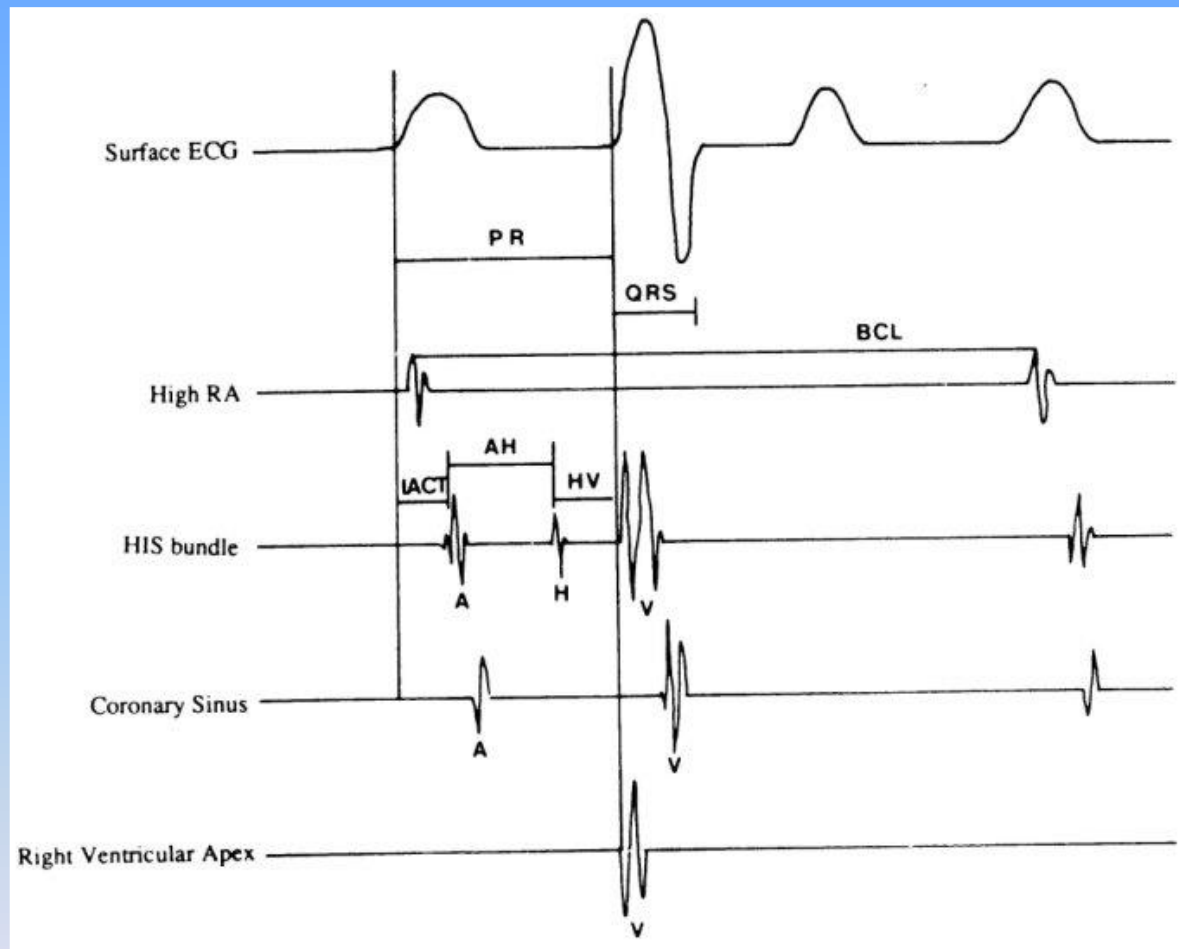 Surface ECG
PR
QRS
BCL
High RA
AH
IACT
HV
HIS bundle
A
H
V
Coronary Sinus
A
V
Right Ventricular Apex
V